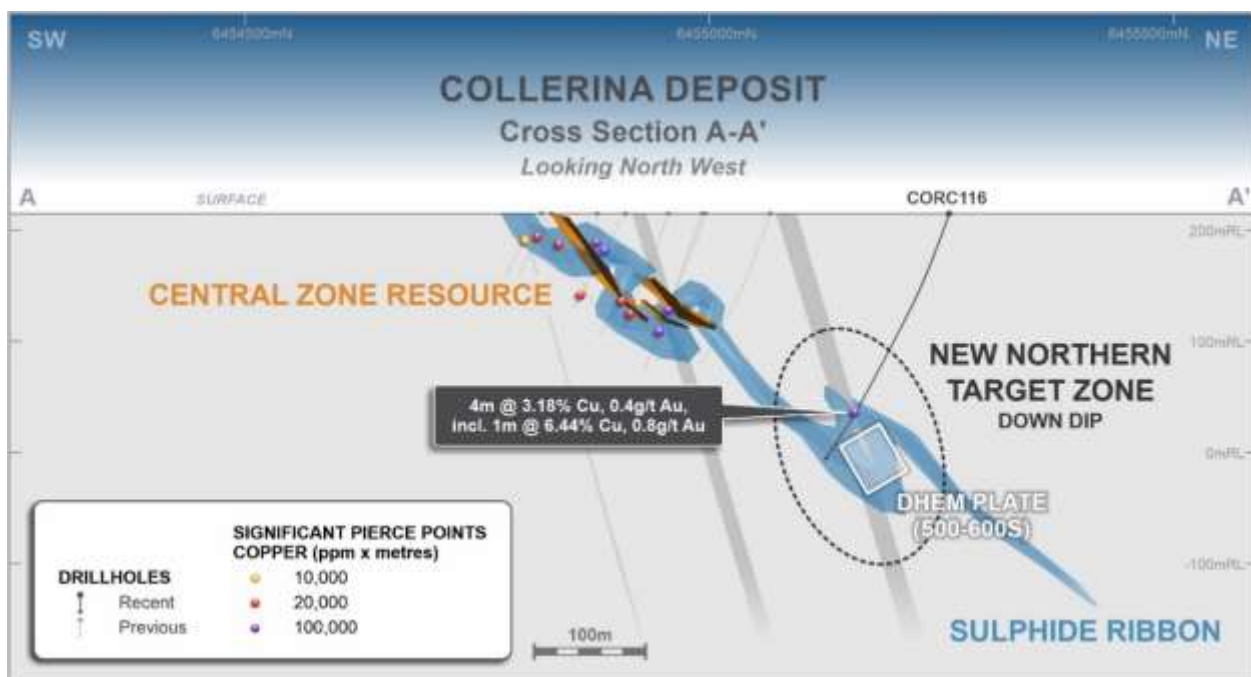 SW
6454500mN
6455000mN
6455500mN
NE
COLLERINA DEPOSIT
Cross Section A-A'
Looking North West
A
SURFACE
CORC116
A'
200mRL
CENTRAL ZONE RESOURCE
100mRL
NEW NORTHERN
TARGET ZONE
DOWN DIP
4m @ 3.18% Cu, 0.4g/t Au,
incl. 1m @ 6.44% Cu, 0.8g/t Au
0mRL
DHEM PLATE
(500-600S)
SIGNIFICANT PIERCE POINTS
COPPER (ppm x metres)
DRILLHOLES
10,000
Recent
20,000
Previous
100,000
100m
-100mRL
SULPHIDE RIBBON